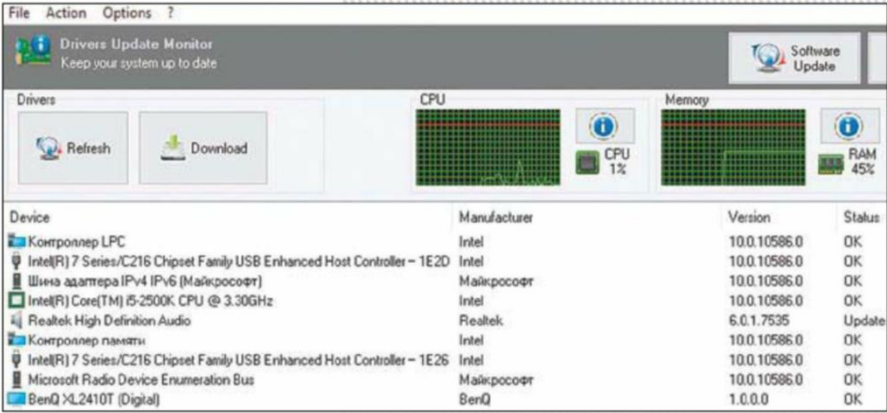 File Action Options ?
Drivers Update Monitor
Keep your system up to date
Software Update
Drivers
CPU
Memory
Refresh
Download
CPU
1%
RAM
45%
Device Manufacturer Version Status
Контроллер LPC Intel 10.0.10586.0 OK
Intel(R) 7 Series/C216 Chipset Family USB Enhanced Host Controller – 1E2D Intel 10.0.10586.0 OK
Шина адаптера IPv4 IPv6 (Майкрософт) Майкрософт 10.0.10586.0 OK
Intel(R) Core(TM) i5-2500K CPU @ 3.30GHz Intel 10.0.10586.0 OK
Realtek High Definition Audio Realtek 6.0.1.7535 Update
Контроллер памяти Intel 10.0.10586.0 OK
Intel(R) 7 Series/C216 Chipset Family USB Enhanced Host Controller – 1E26 Intel 10.0.10586.0 OK
Microsoft Radio Device Enumeration Bus Майкрософт 10.0.10586.0 OK
BenQ XL2410T (Digital) BenQ 1.0.0.0 OK